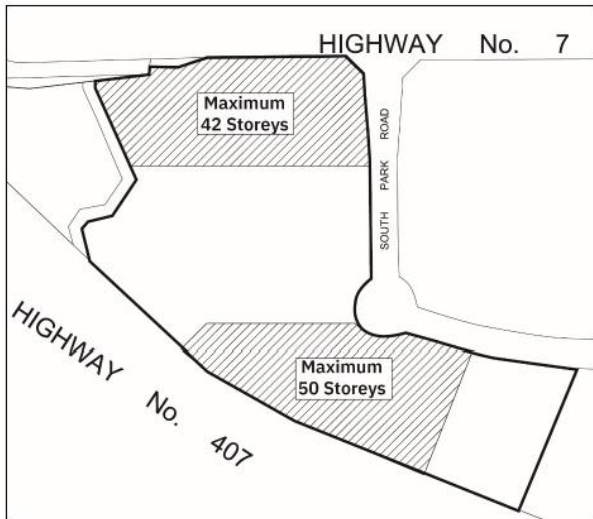 HIGHWAY No. 7
Maximum
42 Storeys
SOUTH PARK ROAD
Maximum
50 Storeys
HIGHWAY No. 407